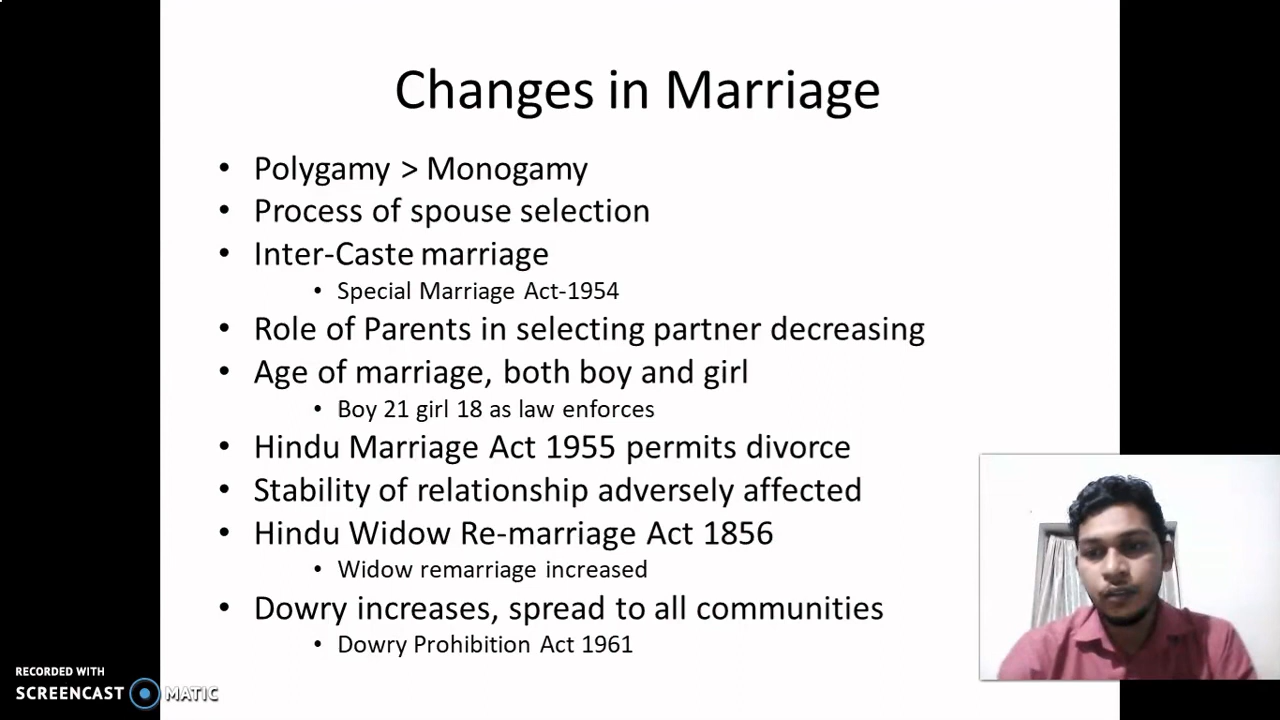 Changes in Marriage
• Polygamy > Monogamy
• Process of spouse selection
• Inter-Caste marriage
• Special Marriage Act-1954
• Role of Parents in selecting partner decreasing
• Age of marriage, both boy and girl
• Boy 21 girl 18 as law enforces
• Hindu Marriage Act 1955 permits divorce
• Stability of relationship adversely affected
• Hindu Widow Re-marriage Act 1856
• Widow remarriage increased
• Dowry increases, spread to all communities
• Dowry Prohibition Act 1961
RECORDED WITH
SCREENCAST MATIC